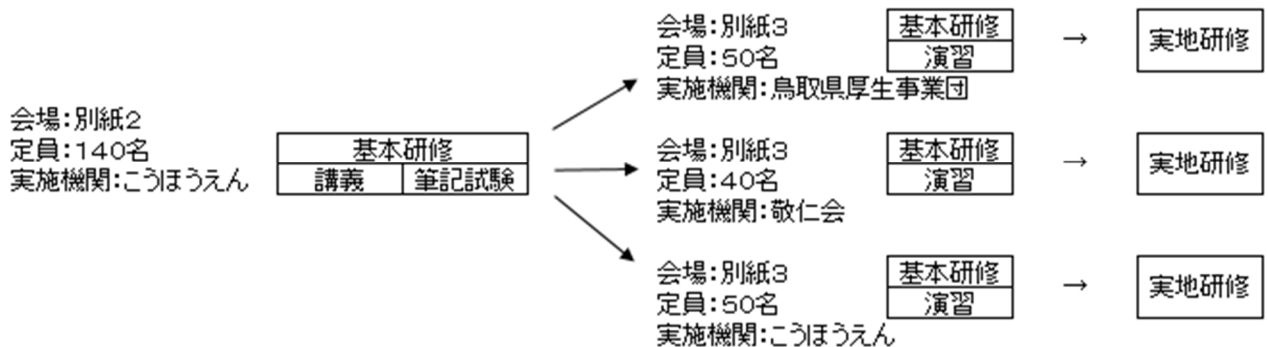 会場:別紙2
定員:140名
実施機関:こうほうえん
基本研修
講義 筆記試験
会場:別紙3
定員:50名
実施機関:鳥取県厚生事業団
基本研修
演習
→
実地研修
会場:別紙3
定員:40名
実施機関:敬仁会
基本研修
演習
→
実地研修
会場:別紙3
定員:50名
実施機関:こうほうえん
基本研修
演習
→
実地研修